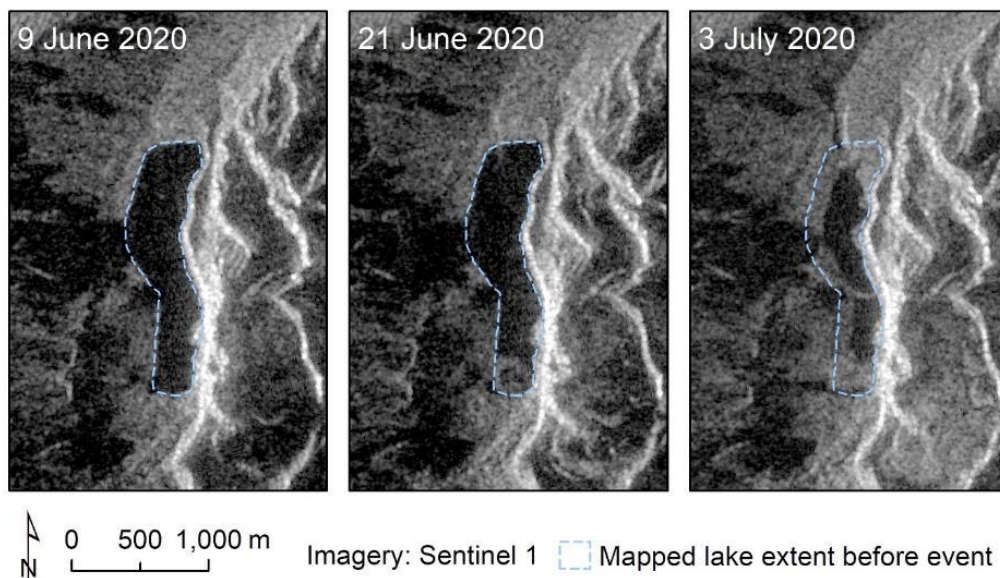 9 June 2020
21 June 2020
3 July 2020
N
0 500 1,000 m
Imagery: Sentinel 1
Mapped lake extent before event